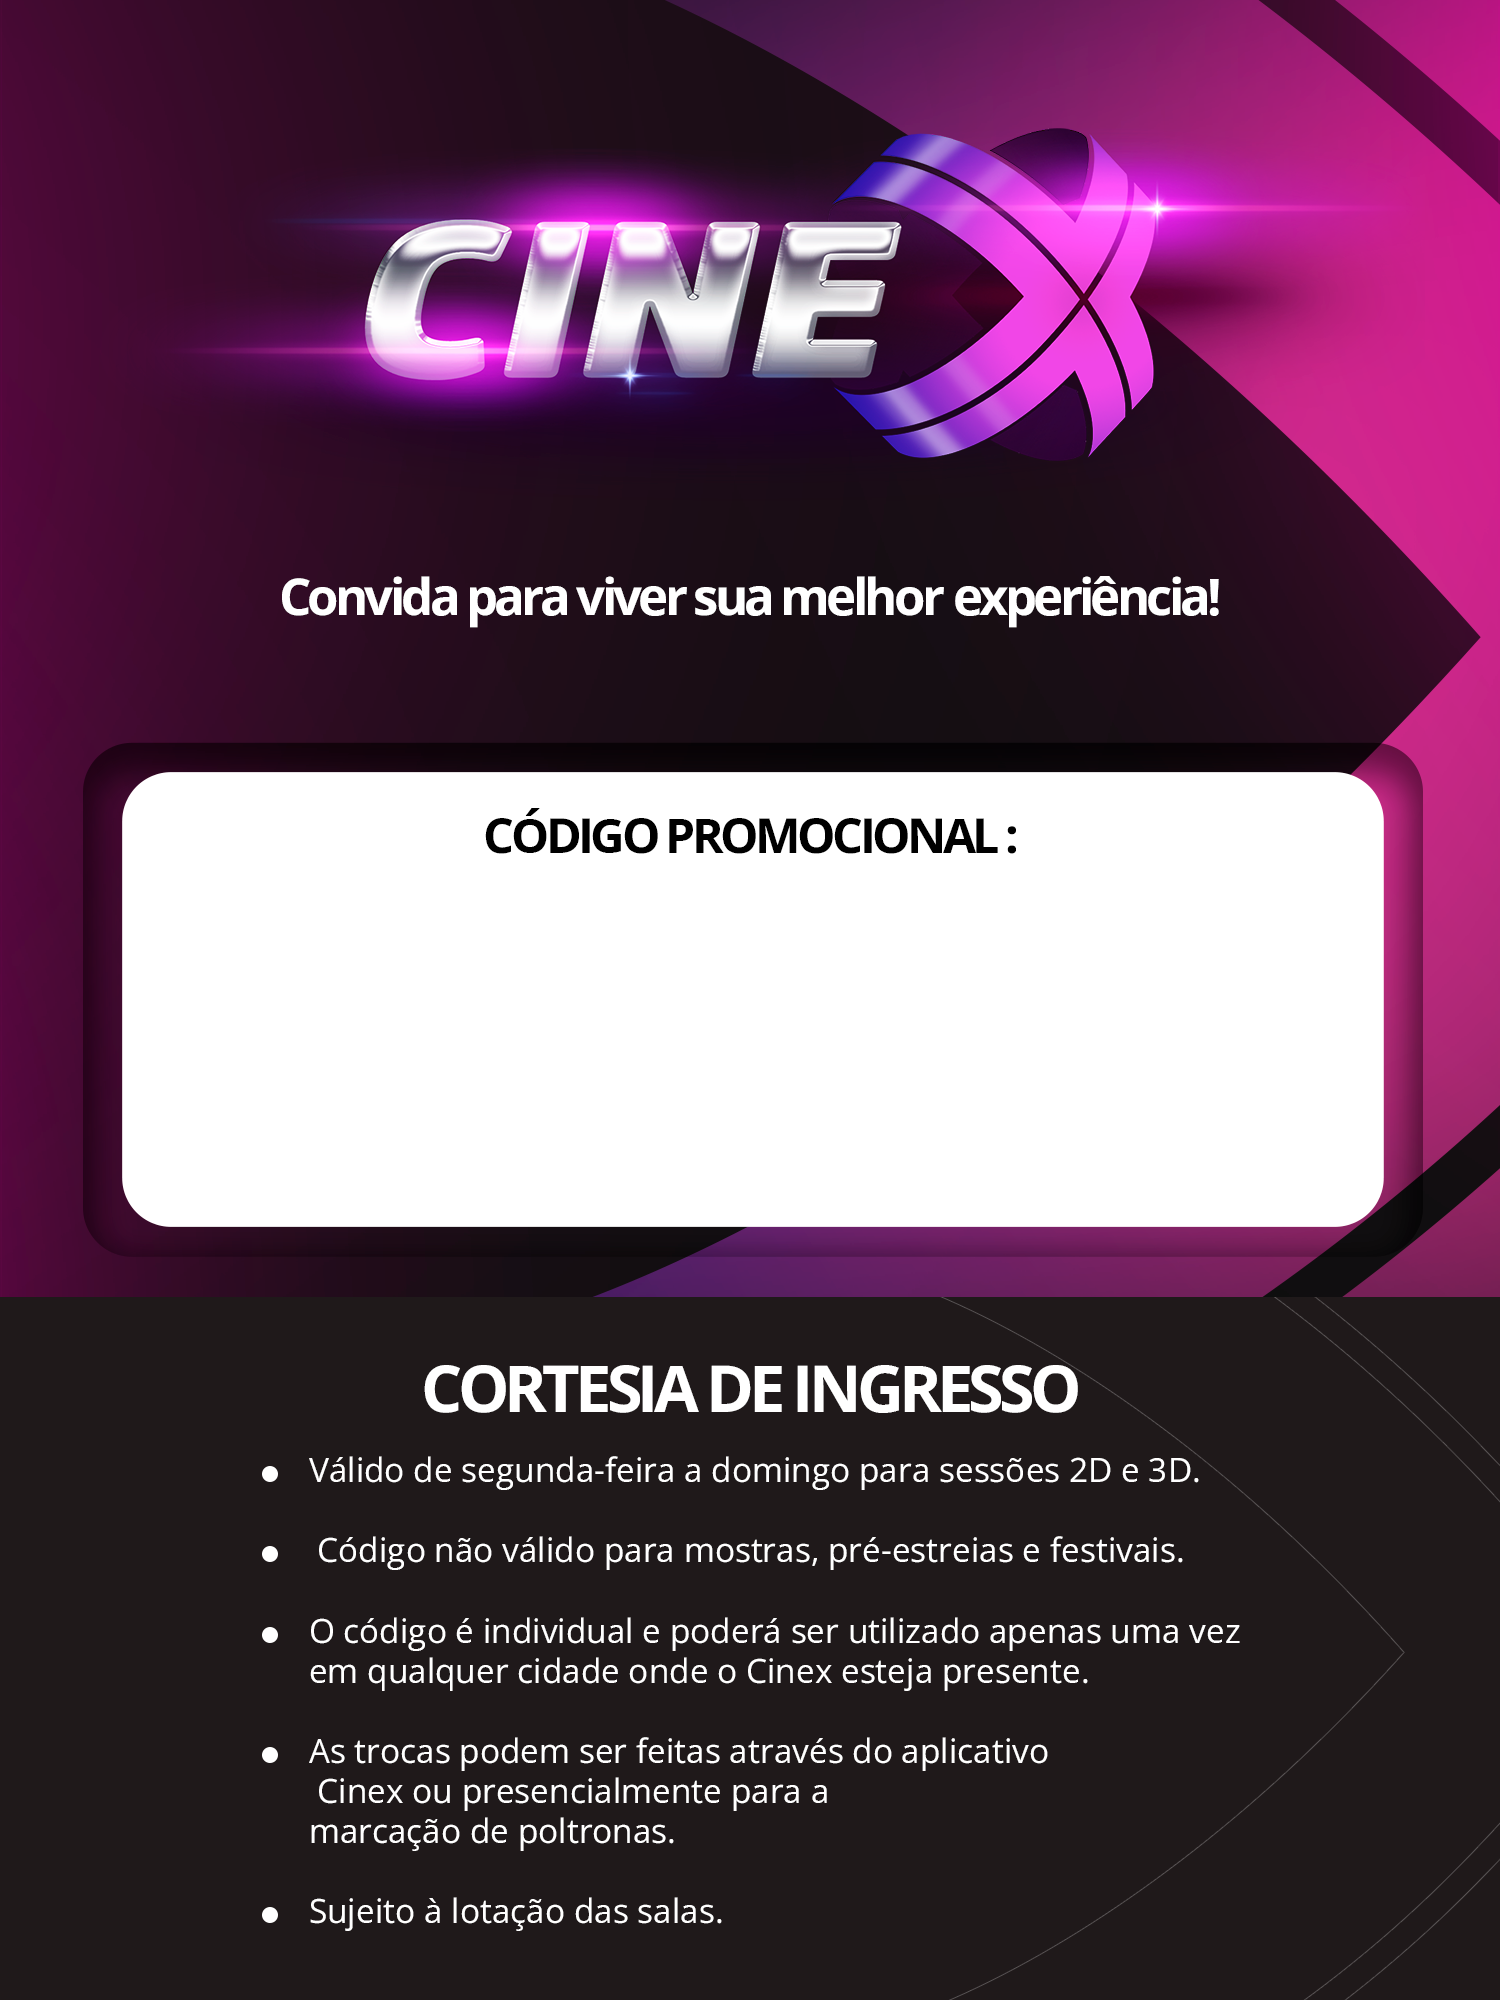 CINEX
Convida para viver sua melhor experiência!
CÓDIGO PROMOCIONAL :
CORTESIA DE INGRESSO
● Válido de segunda-feira a domingo para sessões 2D e 3D.
● Código não válido para mostras, pré-estreias e festivais.
● O código é individual e poderá ser utilizado apenas uma vez
em qualquer cidade onde o Cinex esteja presente.
● As trocas podem ser feitas através do aplicativo
Cinex ou presencialmente para a
marcação de poltronas.
● Sujeito à lotação das salas.